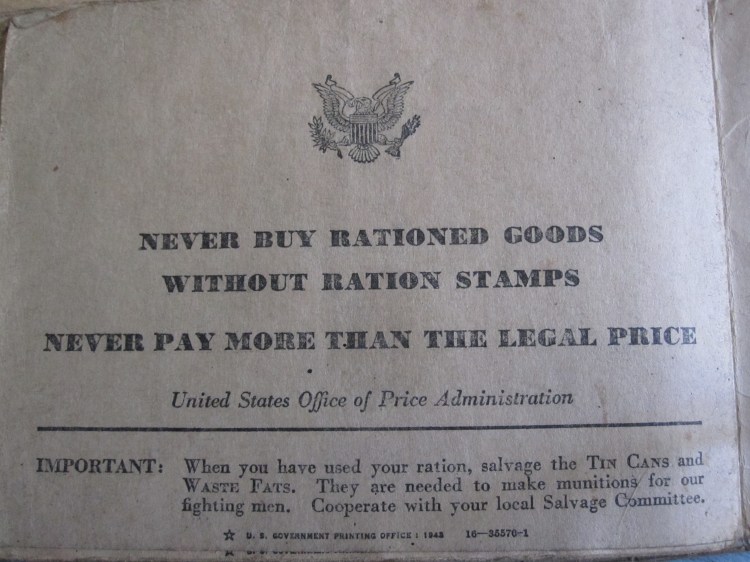 NEVER BUY RATIONED GOODS
WITHOUT RATION STAMPS
NEVER PAY MORE THAN THE LEGAL PRICE
United States Office of Price Administration
IMPORTANT: When you have used your ration, salvage the TIN CANS and
WASTE FATS. They are needed to make munitions for our
fighting men. Cooperate with your local Salvage Committee.
☆ U. S. GOVERNMENT PRINTING OFFICE : 1943 16—35570-1